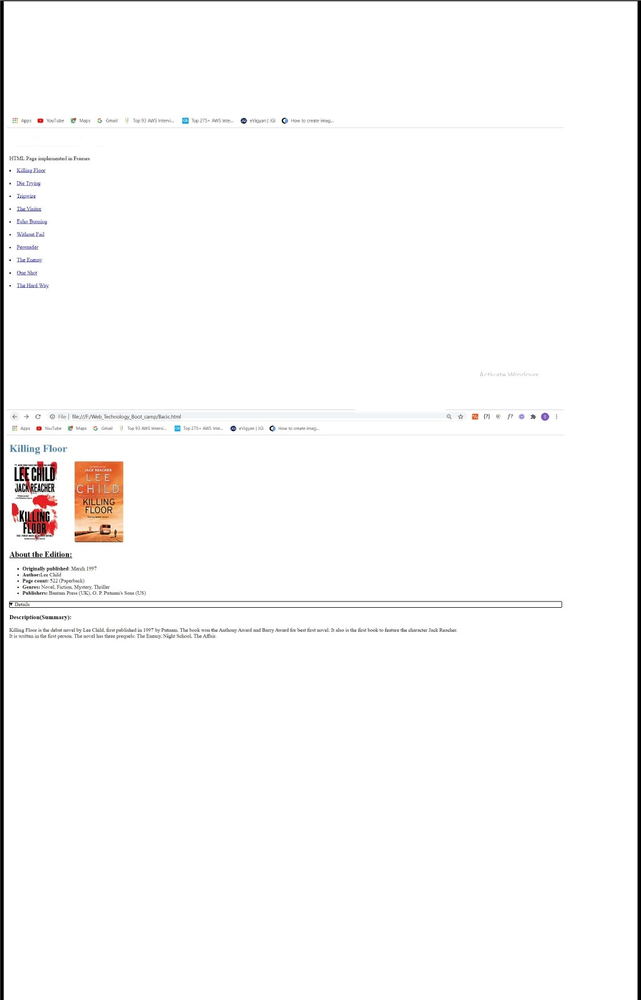 Apps YouTube Maps Gmail Top 93 AWS Intervi... Top 275+ AWS Inte... eVigyan | JGI How to create imag...
HTML Page implemented in Frames
• Killing Floor
• Die Trying
• Tripwire
• The Visitor
• Echo Burning
• Without Fail
• Persuader
• The Enemy
• One Shot
• The Hard Way
Activate Windows
File | file:///F:/Web_Technology_Boot_camp/Bacic.html
Apps YouTube Maps Gmail Top 93 AWS Intervi... Top 275+ AWS Inte... eVigyan | JGI How to create imag...
Killing Floor
LEE CHILD
JACK REACHER
KILLING
FLOOR
THE FIRST JACK REACHER NOVEL
INTRODUCING
JACK REACHER
LEE
CHILD
KILLING
FLOOR
About the Edition:
• Originally published: March 1997
• Author:Lee Child
• Page count: 522 (Paperback)
• Genres: Novel, Fiction, Mystery, Thriller
• Publishers: Bantam Press (UK), G. P. Putnam's Sons (US)
▼ Details
Description(Summary):
Killing Floor is the debut novel by Lee Child, first published in 1997 by Putnam. The book won the Anthony Award and Barry Award for best first novel. It also is the first book to feature the character Jack Reacher.
It is written in the first person. The novel has three prequels: The Enemy, Night School, The Affair.